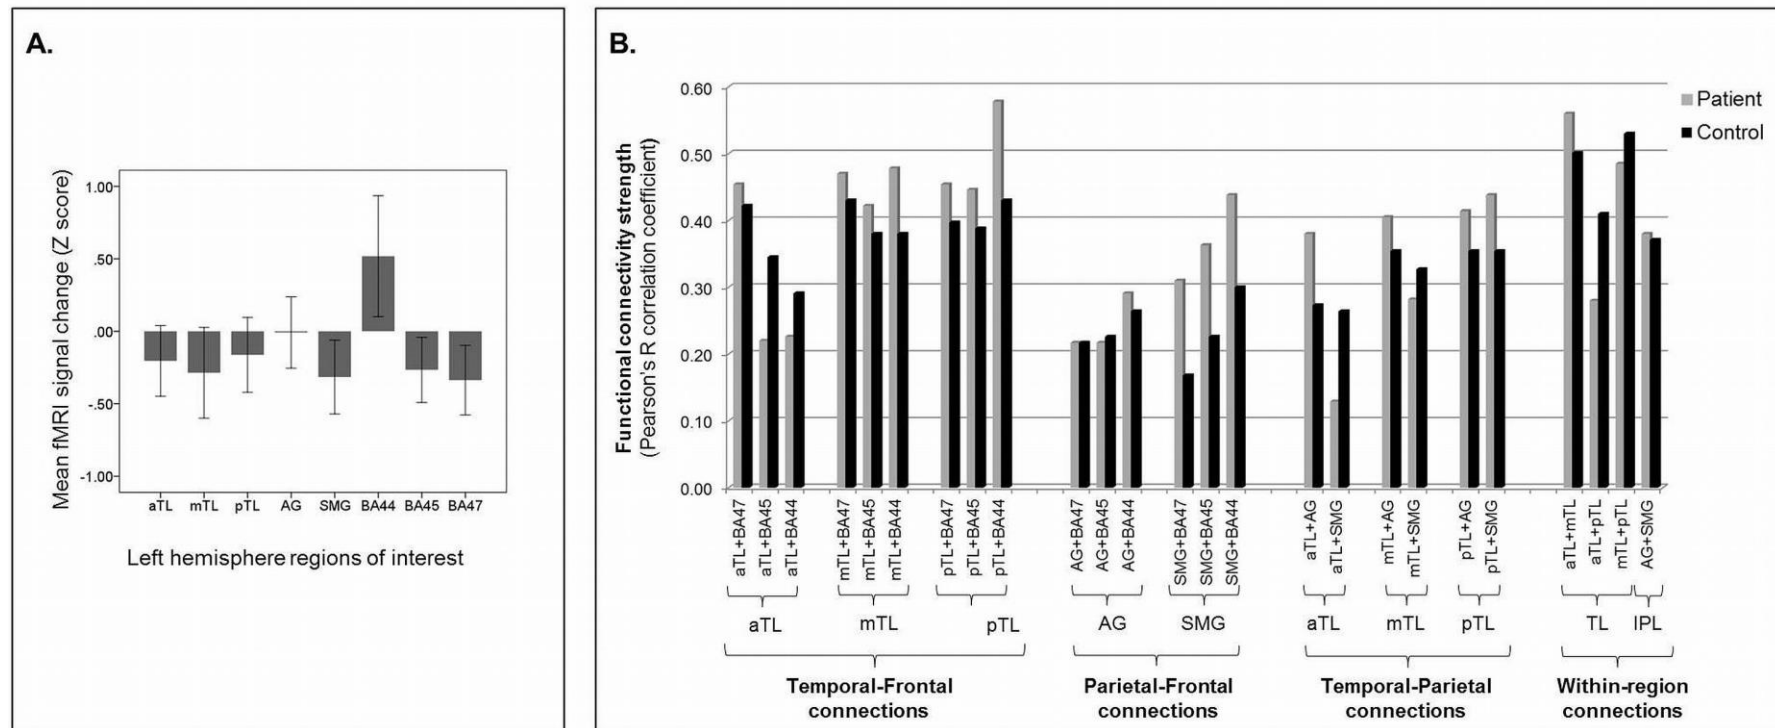 A.
Mean fMRI signal change (Z score)
1.00
.50
.00
-.50
-1.00
aTL mTL pTL AG SMG BA44 BA45 BA47
Left hemisphere regions of interest
B.
Functional connectivity strength
(Pearson's R correlation coefficient)
0.60
0.50
0.40
0.30
0.20
0.10
0.00
Patient
Control
aTL+BA47
aTL+BA45
aTL+BA44
mTL+BA47
mTL+BA45
mTL+BA44
pTL+BA47
pTL+BA45
pTL+BA44
AG+BA47
AG+BA45
AG+BA44
SMG+BA47
SMG+BA45
SMG+BA44
aTL+AG
aTL+SMG
mTL+AG
mTL+SMG
pTL+AG
pTL+SMG
aTL+mTL
aTL+pTL
mTL+pTL
AG+SMG
aTL mTL pTL AG SMG aTL mTL pTL TL IPL
Temporal-Frontal
connections
Parietal-Frontal
connections
Temporal-Parietal
connections
Within-region
connections